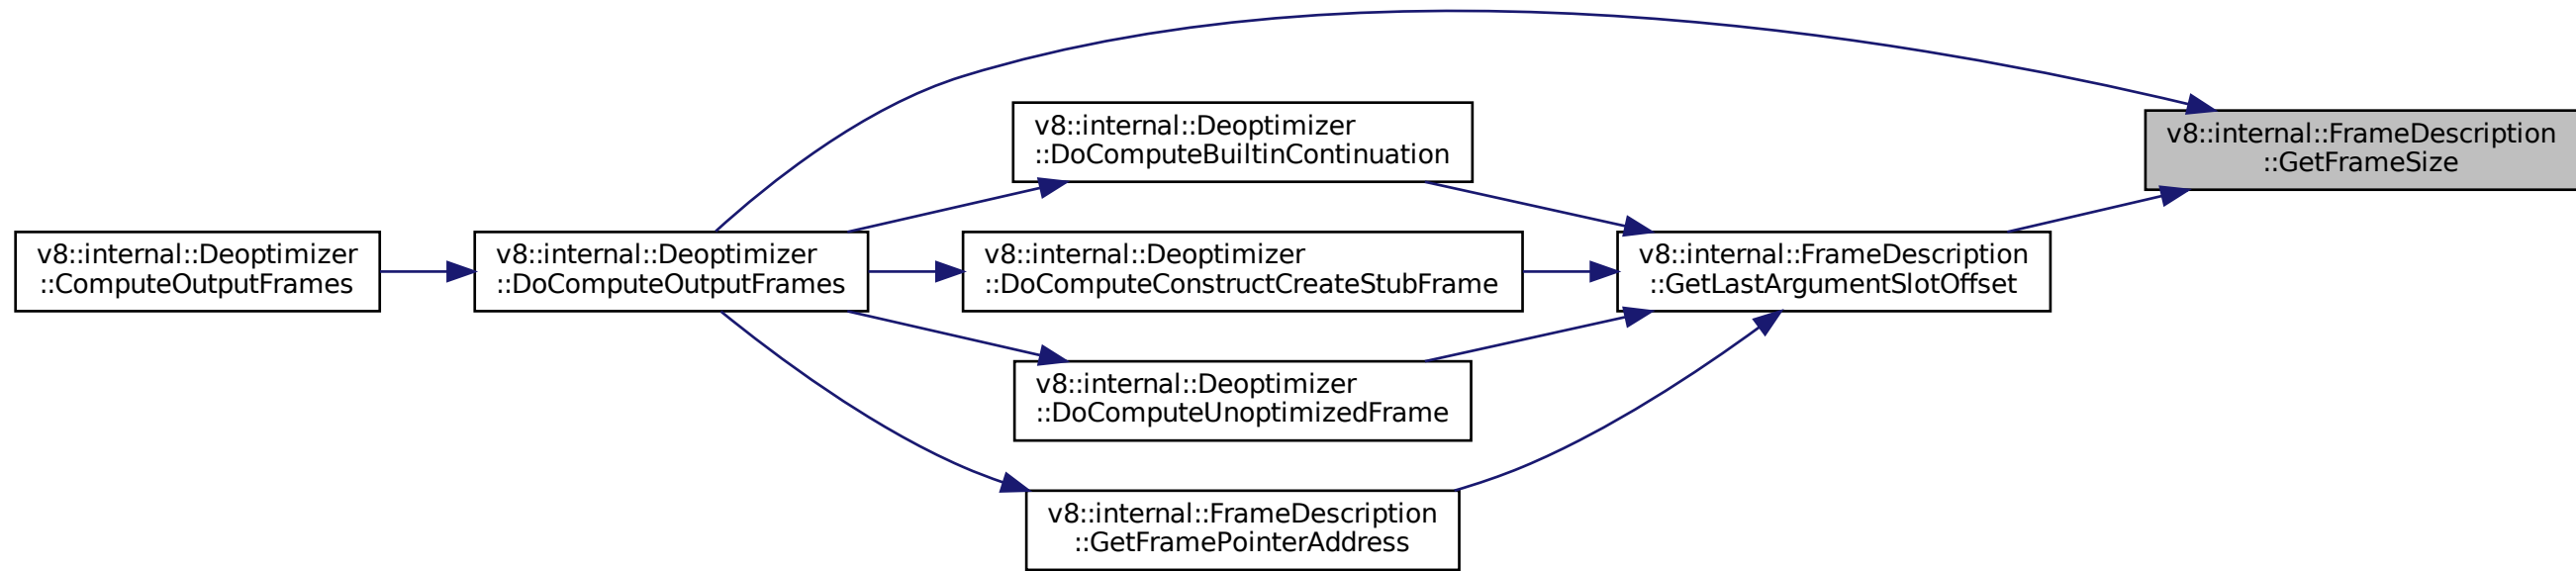 v8::internal::Deoptimizer
::ComputeOutputFrames
v8::internal::Deoptimizer
::DoComputeOutputFrames
v8::internal::Deoptimizer
::DoComputeBuiltinContinuation
v8::internal::Deoptimizer
::DoComputeConstructCreateStubFrame
v8::internal::Deoptimizer
::DoComputeUnoptimizedFrame
v8::internal::FrameDescription
::GetFramePointerAddress
v8::internal::FrameDescription
::GetLastArgumentSlotOffset
v8::internal::FrameDescription
::GetFrameSize